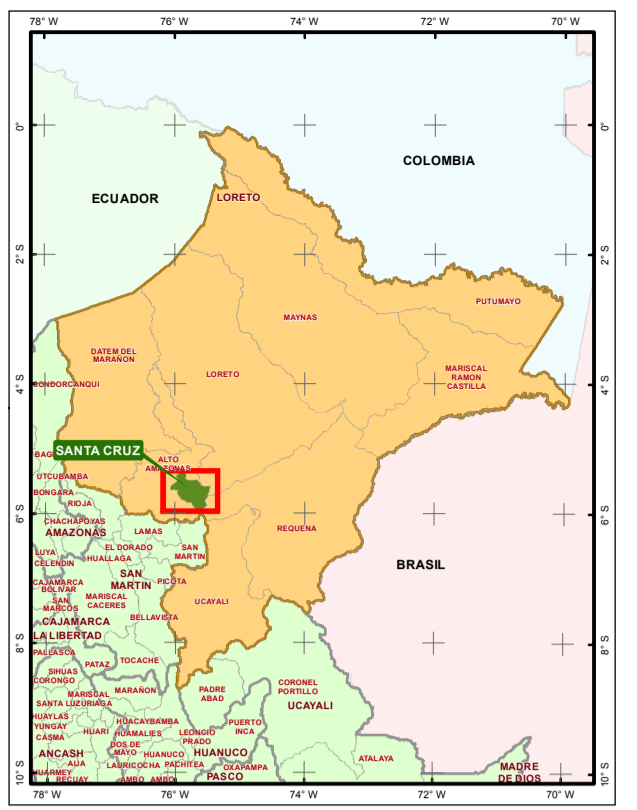 78° W
76° W
74° W
72° W
70° W
0°
0°
COLOMBIA
ECUADOR
LORETO
2° S
2° S
PUTUMAYO
MAYNAS
DATEM DEL
MARAÑON
LORETO
MARISCAL
RAMON
CASTILLA
4° S
4° S
CONDORCANQUI
BAG
SANTA CRUZ
ALTO
AMAZONAS
UTCUBAMBA
BONGARA
RIOJA
6° S
6° S
CHACHAPOYAS
AMAZONAS
LAMAS
REQUENA
LUYA
EL DORADO
SAN
MARTIN
CELENDIN
HUALLAGA
BRASIL
CAJAMARCA
BOLIVAR
SAN
MARTIN
PICOTA
SAN
MARCOS
MARISCAL
CACERES
UCAYALI
CAJAMARCA
BELLAVISTA
LA LIBERTAD
8° S
8° S
PALLASCA
PATAZ
TOCACHE
SIHUAS
CORONGO
MARISCAL
LUZURIAGA
MARAÑON
PADRE
ABAD
CORONEL
PORTILLO
SANTA
UCAYALI
HUAYLAS
YUNGAY
HUACAYBAMBA
PUERTO
INCA
CASMA
HUARI
HUAMALIES
LEONCIO
PRADO
DOS DE
MAYO
ANCASH
HUANUCO
HUANUCO
ATALAYA
AIJA
LAURICOCHA
PACHITEA
OXAPAMPA
MADRE
DE DIOS
10° S
10° S
HUARMEY
RECUAY
AMBO
AMBO
PASCO
78° W
76° W
74° W
72° W
70° W